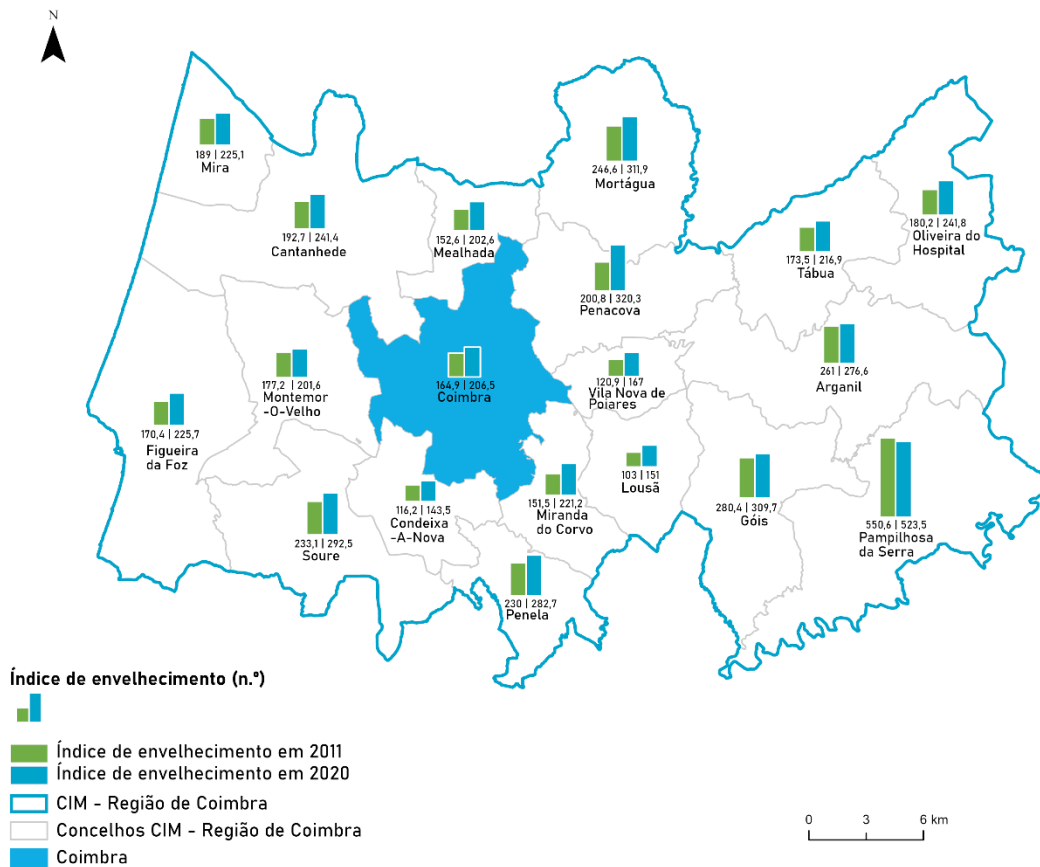 N
189 | 225,1
Mira
192,7 | 241,4
Cantanhede
152,6 | 202,6
Mealhada
246,6 | 311,9
Mortágua
180,2 | 241,8
Oliveira do
Hospital
173,5 | 216,9
Tábua
200,8 | 320,3
Penacova
261 | 276,6
Arganil
164,9 | 206,5
Coimbra
120,9 | 167
Vila Nova de
Poiares
177,2 | 201,6
Montemor
-O-Velho
170,4 | 225,7
Figueira
da Foz
103 | 151
Lousã
151,5 | 221,2
Miranda
do Corvo
116,2 | 143,5
Condeixa
-A-Nova
233,1 | 292,5
Soure
280,4 | 309,7
Góis
550,6 | 523,5
Pampilhosa
da Serra
230 | 282,7
Penela
Índice de envelhecimento (n.º)
Índice de envelhecimento em 2011
Índice de envelhecimento em 2020
CIM - Região de Coimbra
Concelhos CIM - Região de Coimbra
Coimbra
0 3 6 km